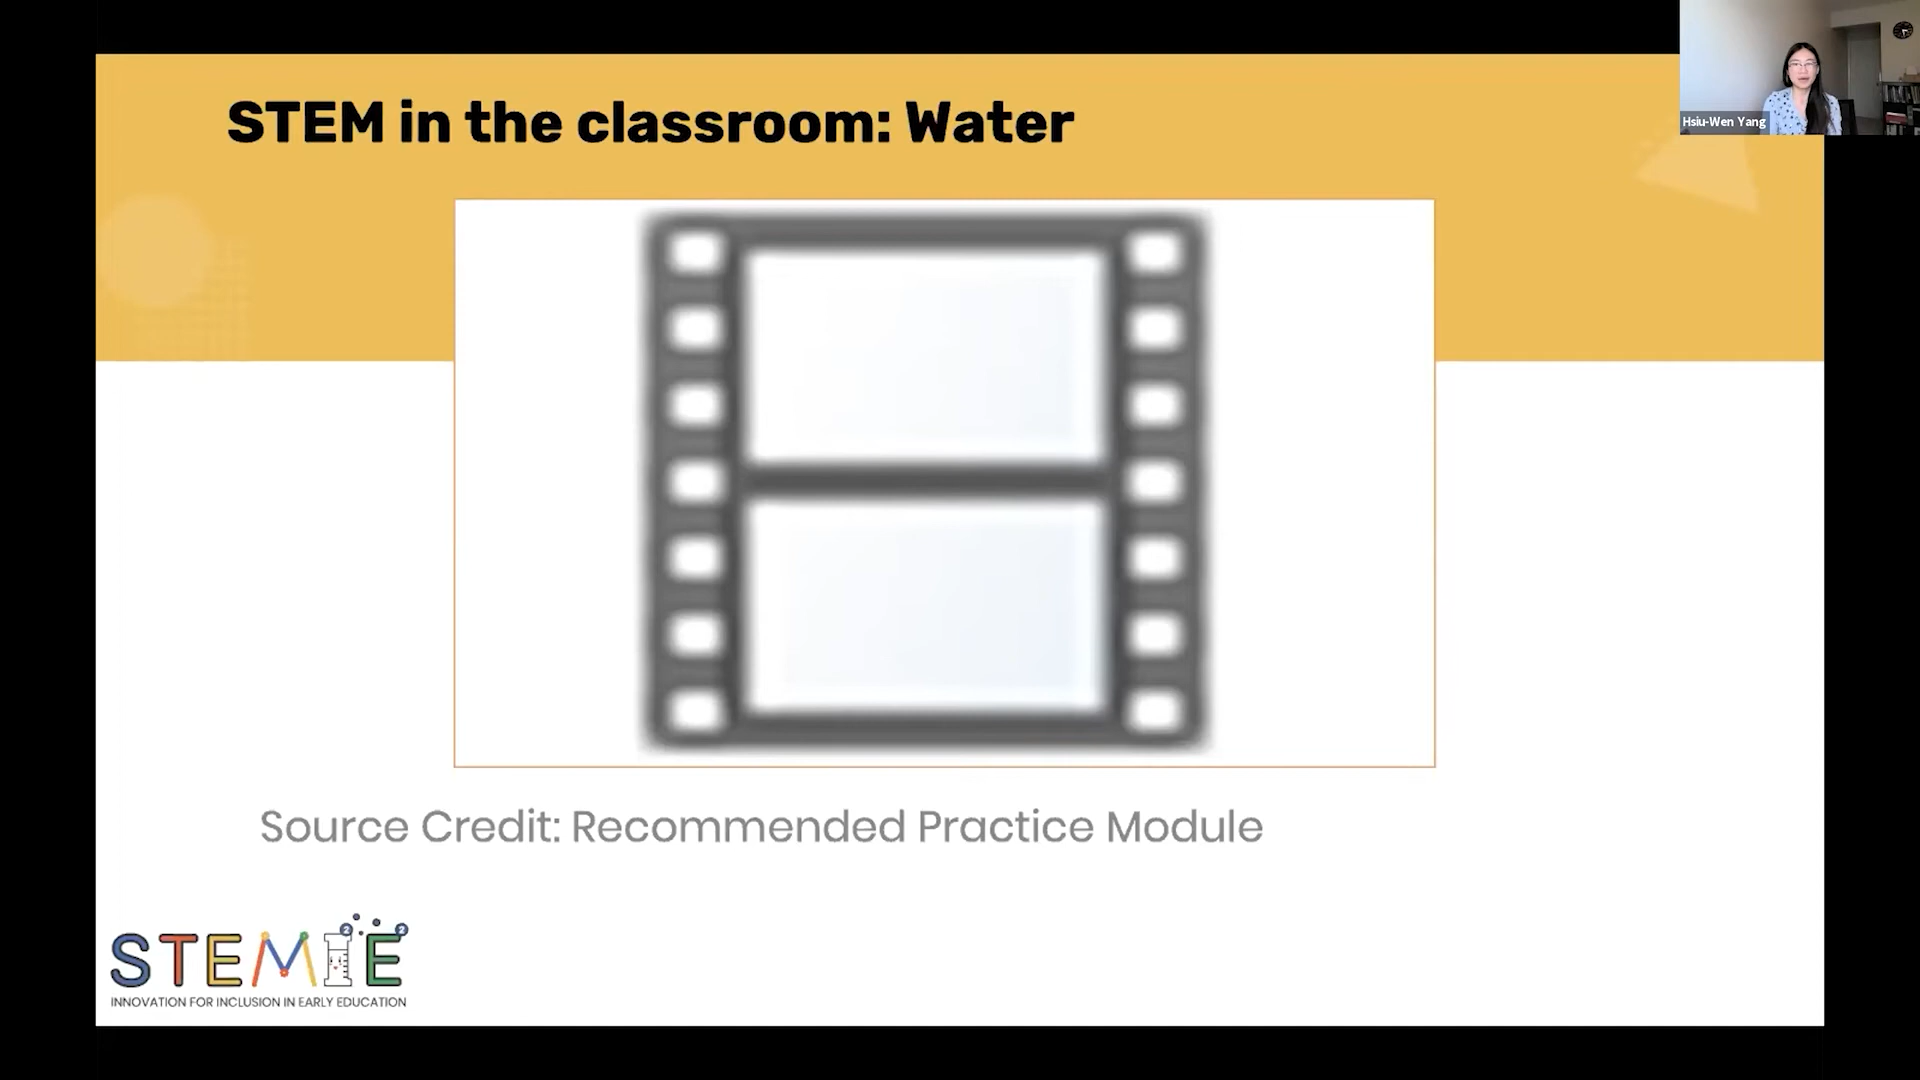 STEM in the classroom: Water
Hsiu-Wen Yang
Source Credit: Recommended Practice Module
STEMI²E²
INNOVATION FOR INCLUSION IN EARLY EDUCATION